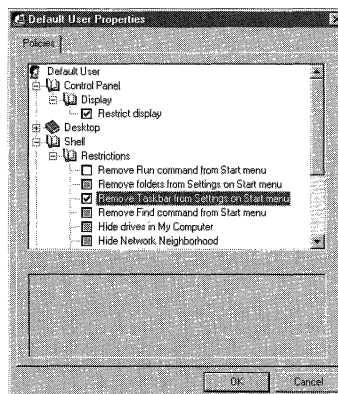 Default User Properties
Policies
Default User
Control Panel
Display
Restrict display
Desktop
Shell
Restrictions
Remove Run command from Start menu
Remove folders from Settings on Start menu
Remove Taskbar from Settings on Start menu
Remove Find command from Start menu
Hide drives in My Computer
Hide Network Neighborhood
OK
Cancel